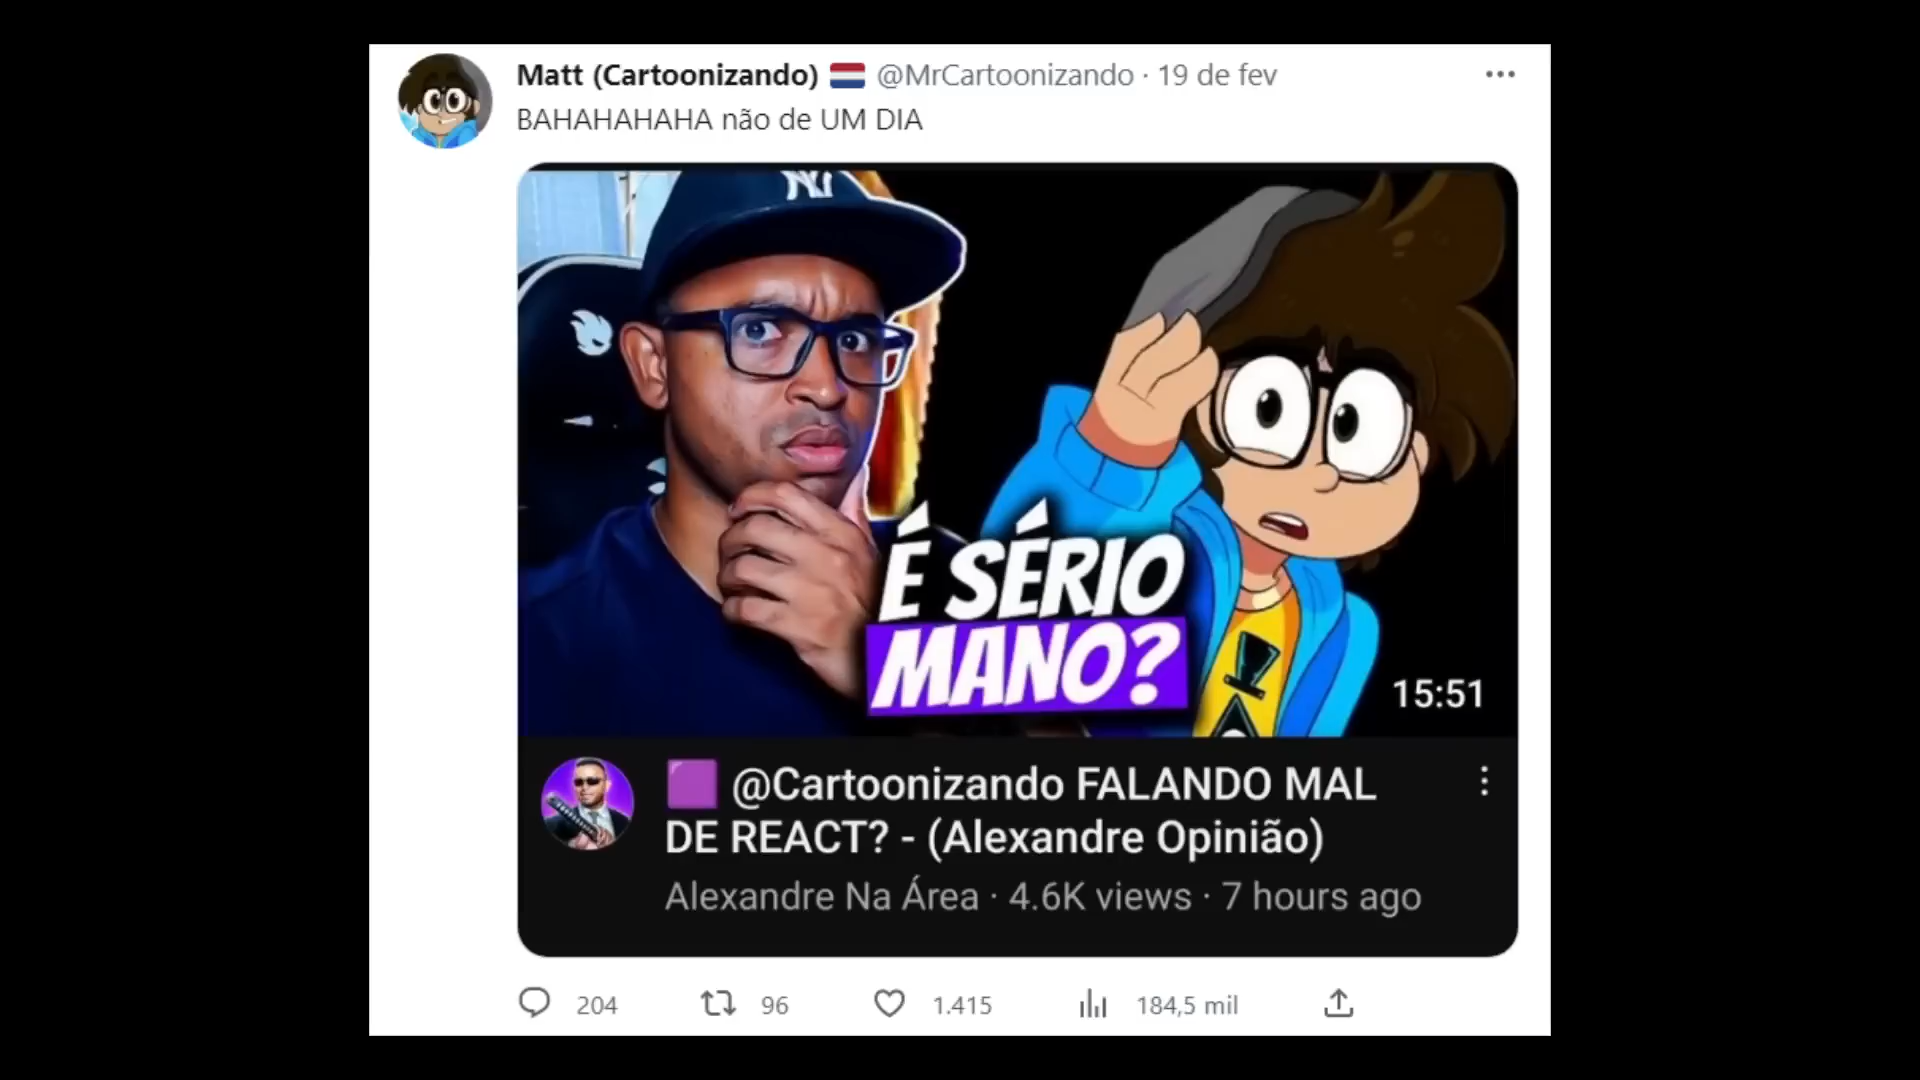 Matt (Cartoonizando) 🇳🇱 @MrCartoonizando · 19 de fev
BAHAHAHAHA não de UM DIA
NY
É SÉRIO
MANO?
15:51
🟪 @Cartoonizando FALANDO MAL
DE REACT? - (Alexandre Opinião)
Alexandre Na Área · 4.6K views · 7 hours ago
204 96 1.415 184,5 mil